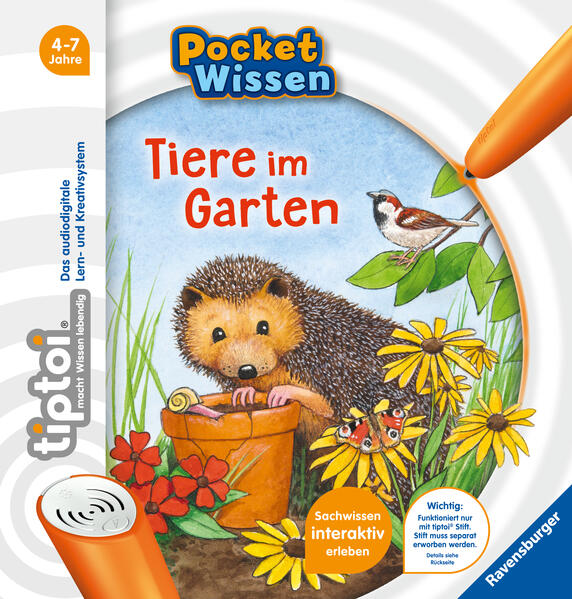 4-7
Jahre
Pocket
Wissen
tiptoi
Tiere im
Garten
Das audiodigitale
Lern- und Kreativsystem
tiptoi®
macht Wissen lebendig
Sachwissen
interaktiv
erleben
Wichtig:
Funktioniert nur
mit tiptoi® Stift.
Stift muss separat
erworben werden.
Details siehe
Rückseite
Ravensburger